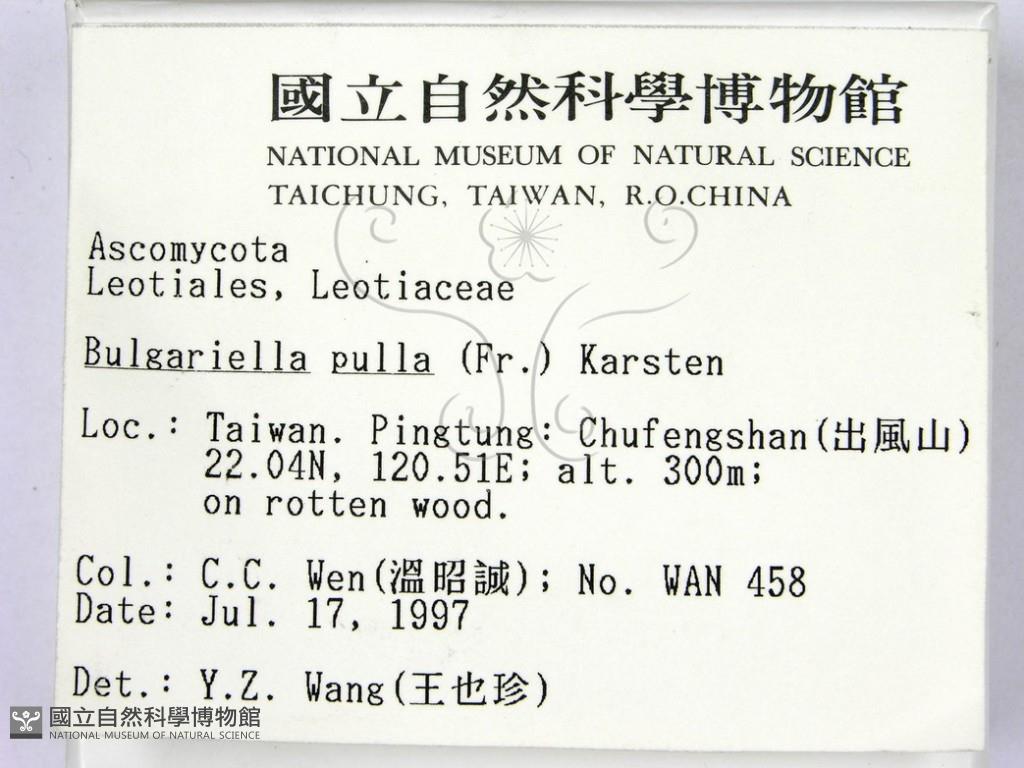 國立自然科學博物館
NATIONAL MUSEUM OF NATURAL SCIENCE
TAICHUNG, TAIWAN, R.O.CHINA
Ascomycota
Leotiales, Leotiaceae
Bulgariella pulla (Fr.) Karsten
Loc.: Taiwan. Pingtung: Chufengshan(出風山)
22.04N, 120.51E; alt. 300m;
on rotten wood.
Col.: C.C. Wen(溫昭誠); No. WAN 458
Date: Jul. 17, 1997
Det.: Y.Z. Wang(王也珍)
國立自然科學博物館
NATIONAL MUSEUM OF NATURAL SCIENCE